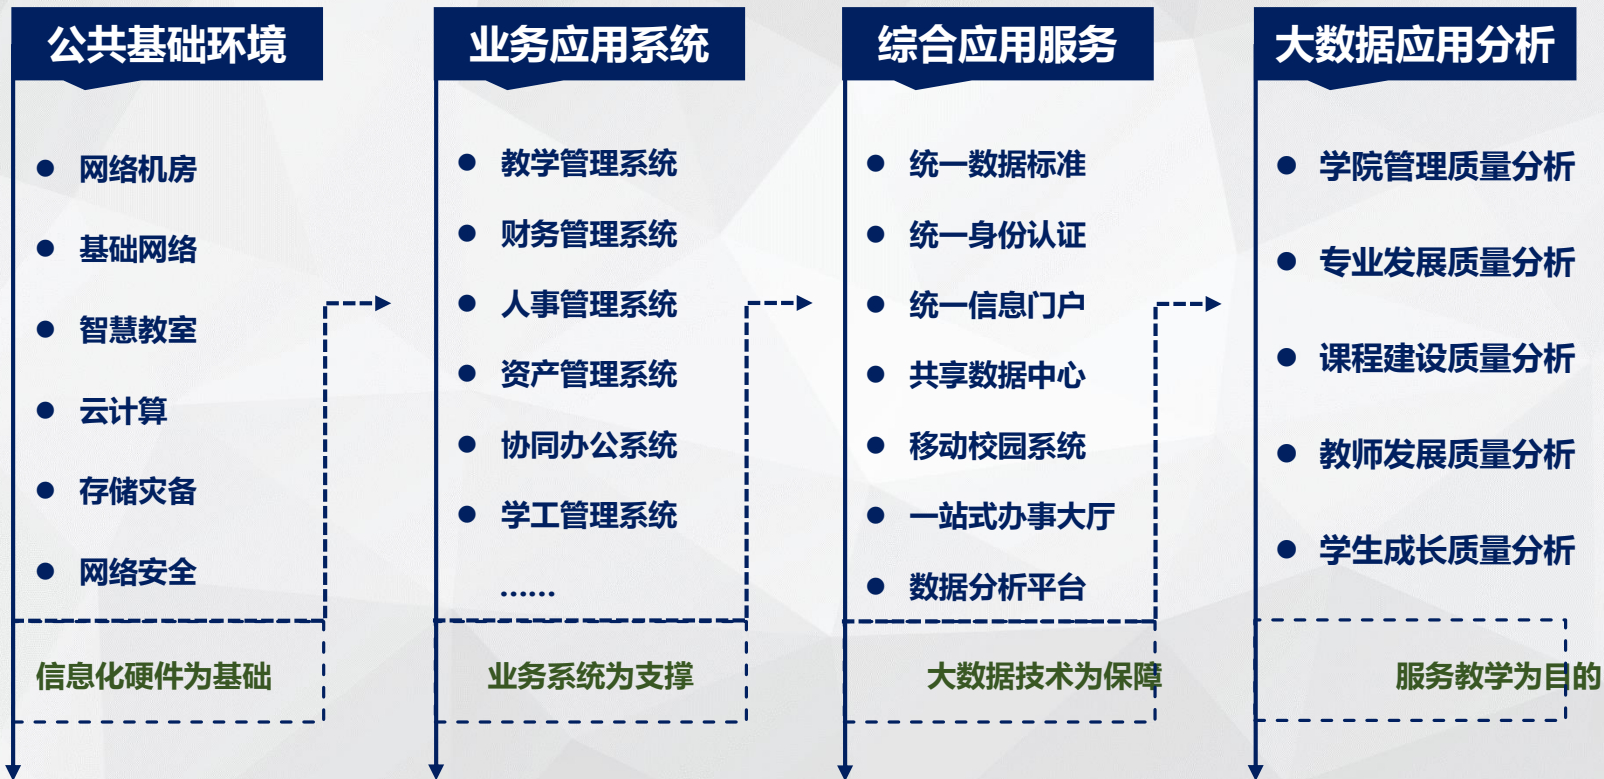 公共基础环境
网络机房
基础网络
智慧教室
云计算
存储灾备
网络安全
信息化硬件为基础
业务应用系统
教学管理系统
财务管理系统
人事管理系统
资产管理系统
协同办公系统
学工管理系统
......
业务系统为支撑
综合应用服务
统一数据标准
统一身份认证
统一信息门户
共享数据中心
移动校园系统
一站式办事大厅
数据分析平台
大数据技术为保障
大数据应用分析
学院管理质量分析
专业发展质量分析
课程建设质量分析
教师发展质量分析
学生成长质量分析
服务教学为目的